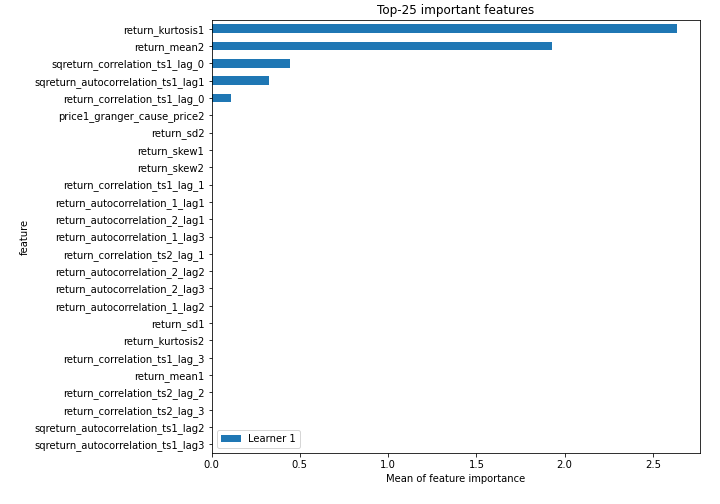 Top-25 important features
return_kurtosis1
return_mean2
sqreturn_correlation_ts1_lag_0
sqreturn_autocorrelation_ts1_lag1
return_correlation_ts1_lag_0
price1_granger_cause_price2
return_sd2
return_skew1
return_skew2
return_correlation_ts1_lag_1
return_autocorrelation_1_lag1
return_autocorrelation_2_lag1
return_autocorrelation_1_lag3
return_correlation_ts2_lag_1
return_autocorrelation_2_lag2
return_autocorrelation_2_lag3
return_autocorrelation_1_lag2
return_sd1
return_kurtosis2
return_correlation_ts1_lag_3
return_mean1
return_correlation_ts2_lag_2
return_correlation_ts2_lag_3
sqreturn_autocorrelation_ts1_lag2
sqreturn_autocorrelation_ts1_lag3
feature
Learner 1
0.0 0.5 1.0 1.5 2.0 2.5
Mean of feature importance